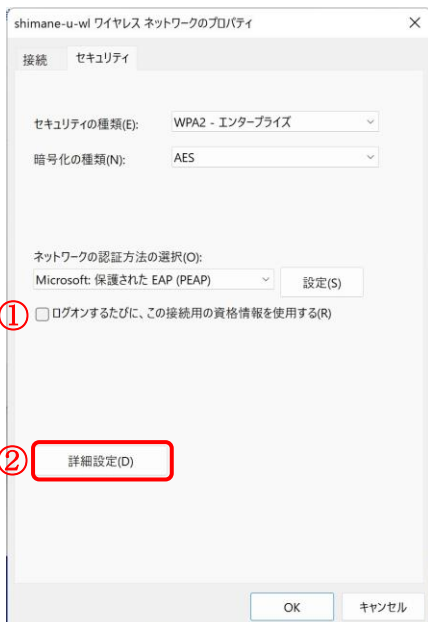 shimane-u-wl ワイヤレス ネットワークのプロパティ
接続 セキュリティ
セキュリティの種類(E): WPA2 - エンタープライズ
暗号化の種類(N): AES
ネットワークの認証方法の選択(O):
Microsoft: 保護された EAP (PEAP) 設定(S)
① ログオンするたびに、この接続用の資格情報を使用する(R)
② 詳細設定(D)
OK キャンセル